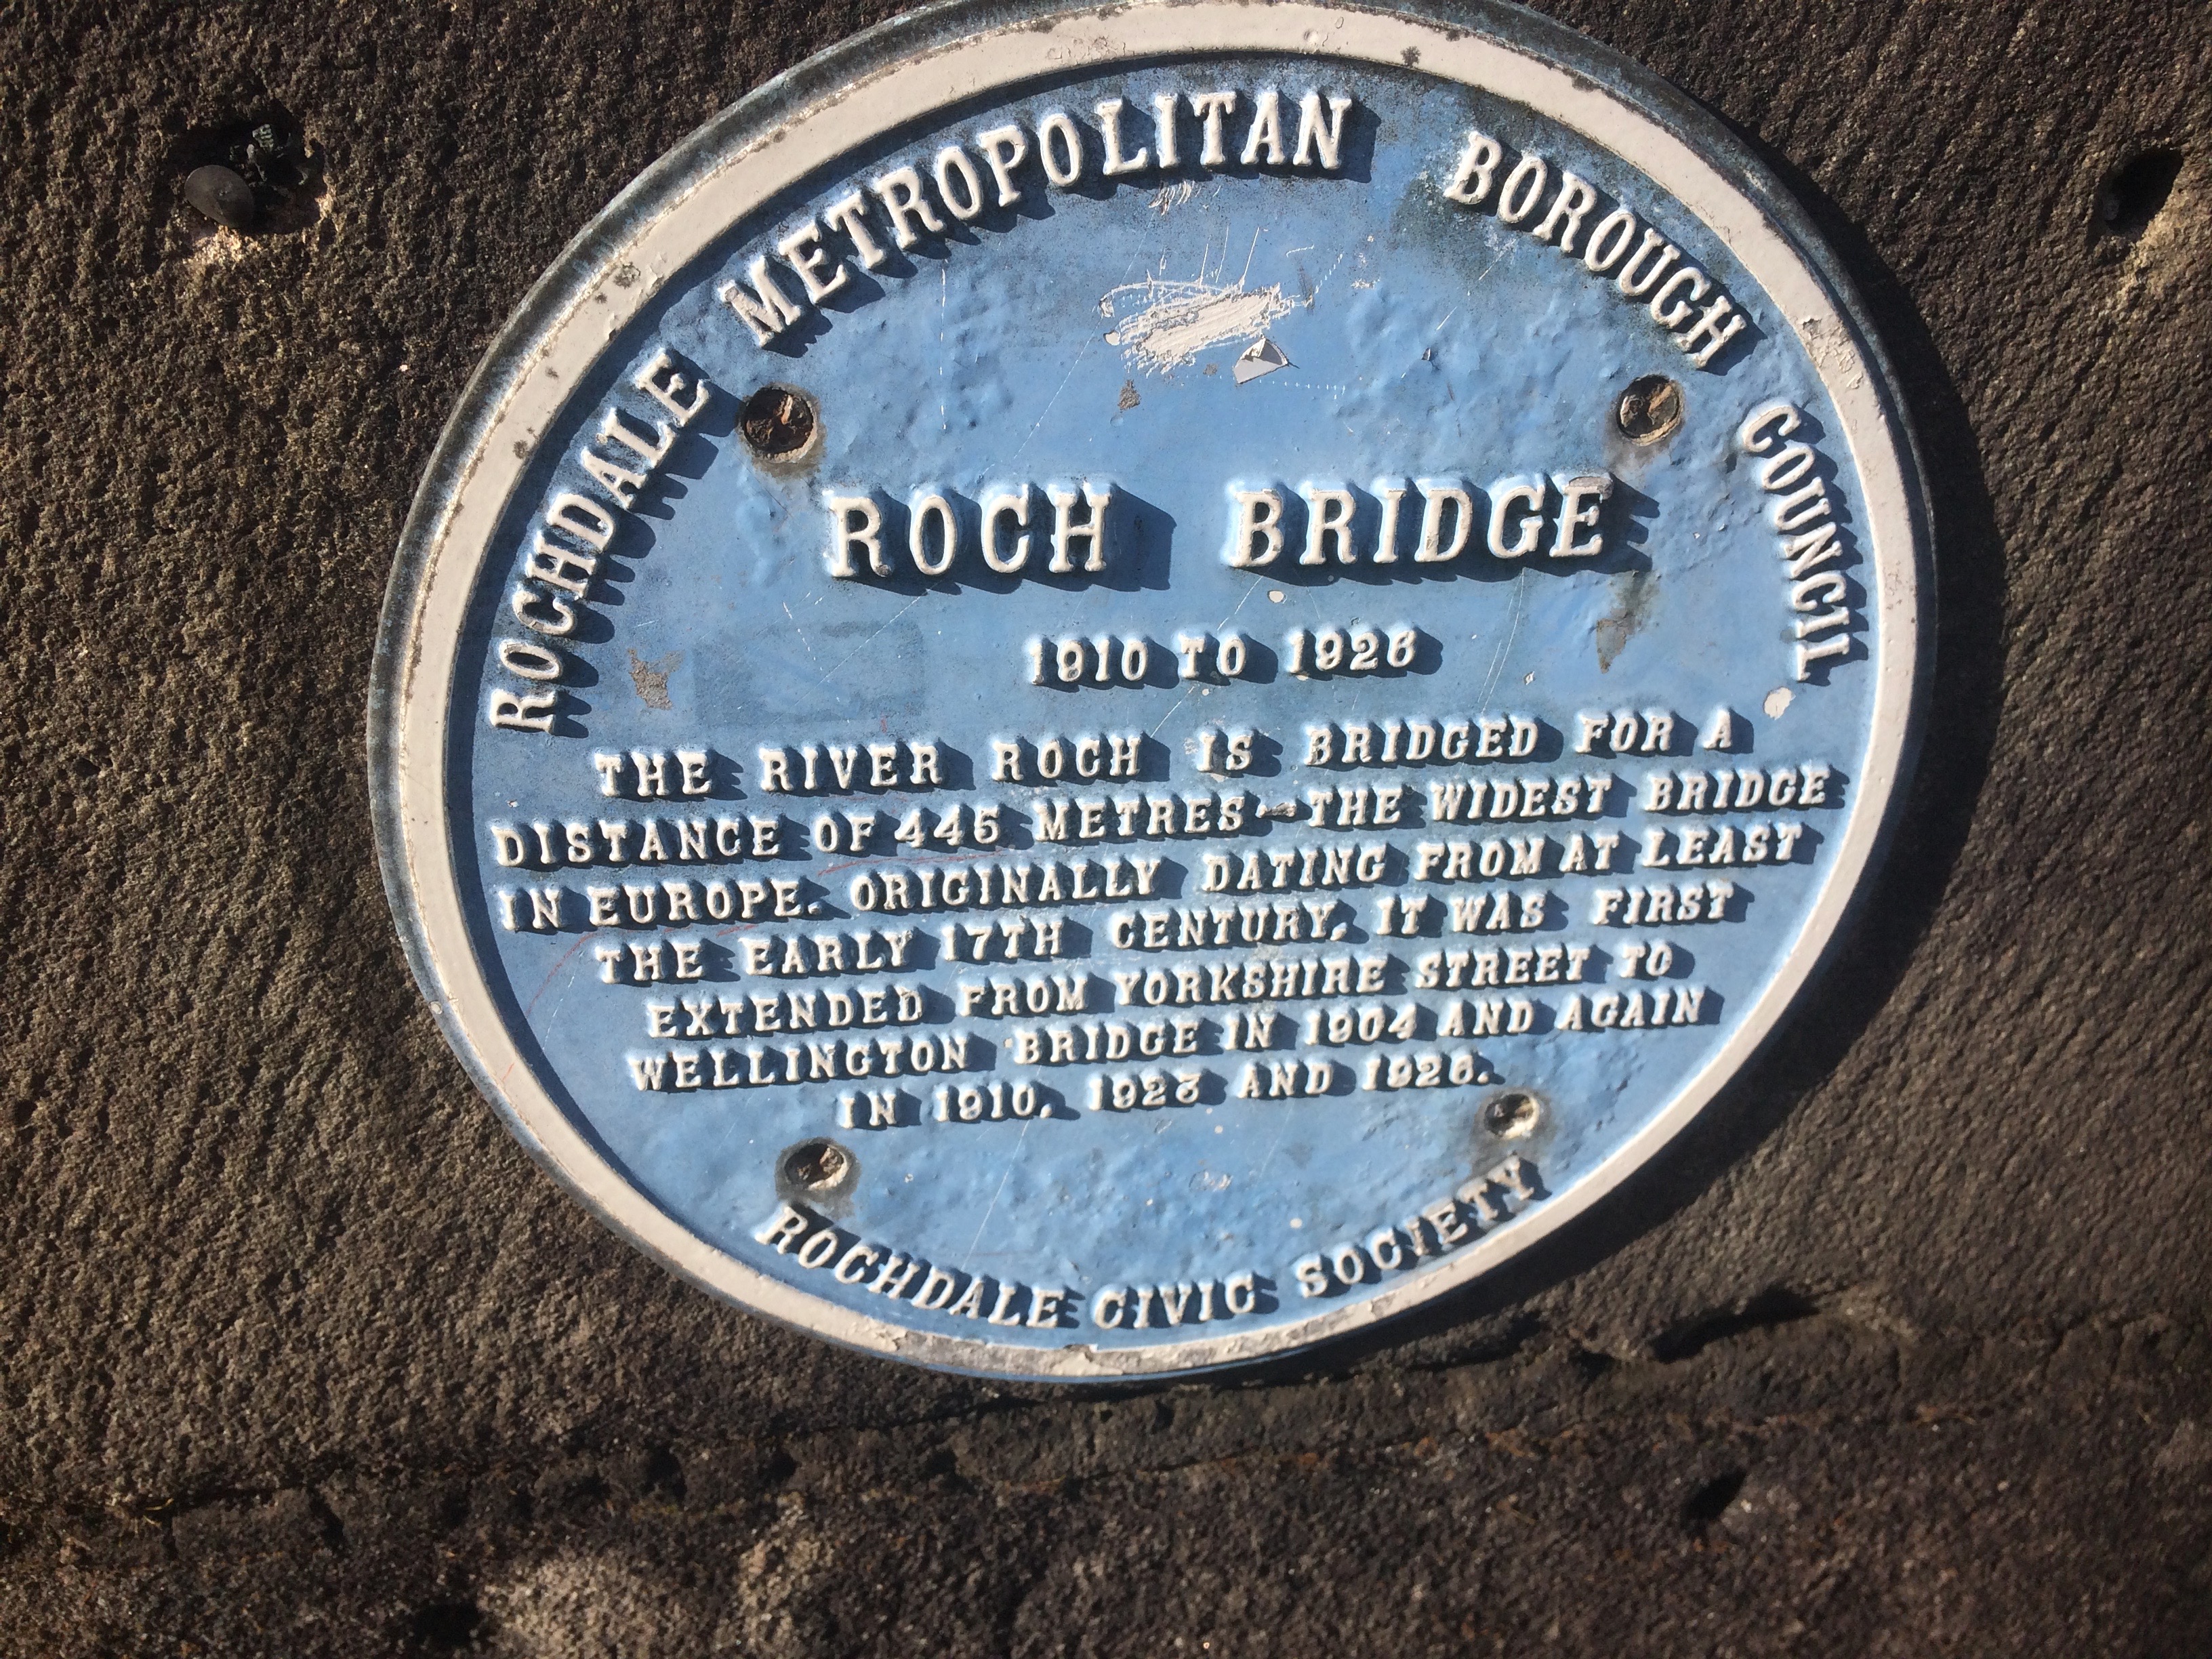 ROCHDALE METROPOLITAN BOROUGH COUNCIL
ROCH BRIDGE
1910 TO 1926
THE RIVER ROCH IS BRIDGED FOR A
DISTANCE OF 445 METRES - THE WIDEST BRIDGE
IN EUROPE. ORIGINALLY DATING FROM AT LEAST
THE EARLY 17TH CENTURY, IT WAS FIRST
EXTENDED FROM YORKSHIRE STREET TO
WELLINGTON BRIDGE IN 1904 AND AGAIN
IN 1910, 1923 AND 1926.
ROCHDALE CIVIC SOCIETY